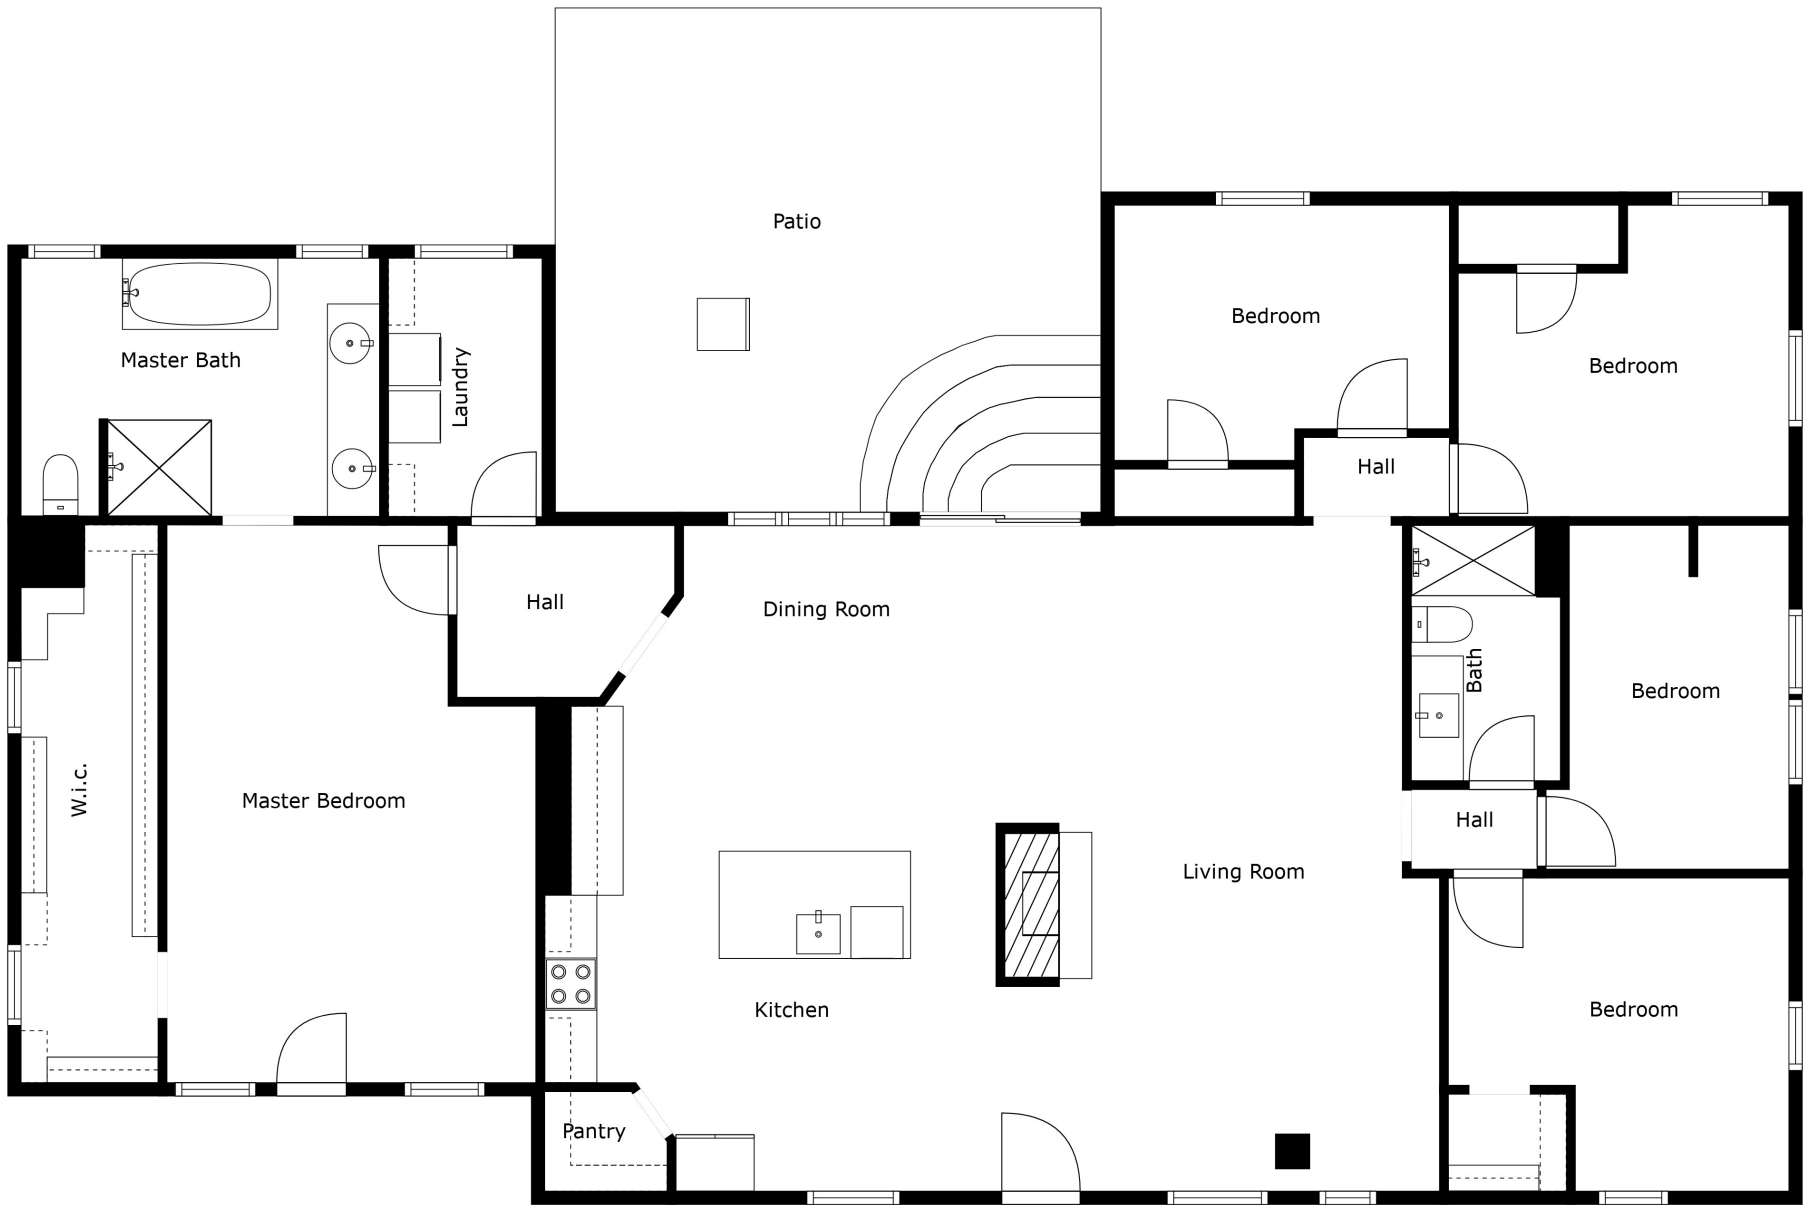 Patio
Bedroom
Master Bath
Laundry
Bedroom
Hall
Hall
Dining Room
Bath
Bedroom
W.i.c.
Master Bedroom
Hall
Living Room
Kitchen
Bedroom
Pantry